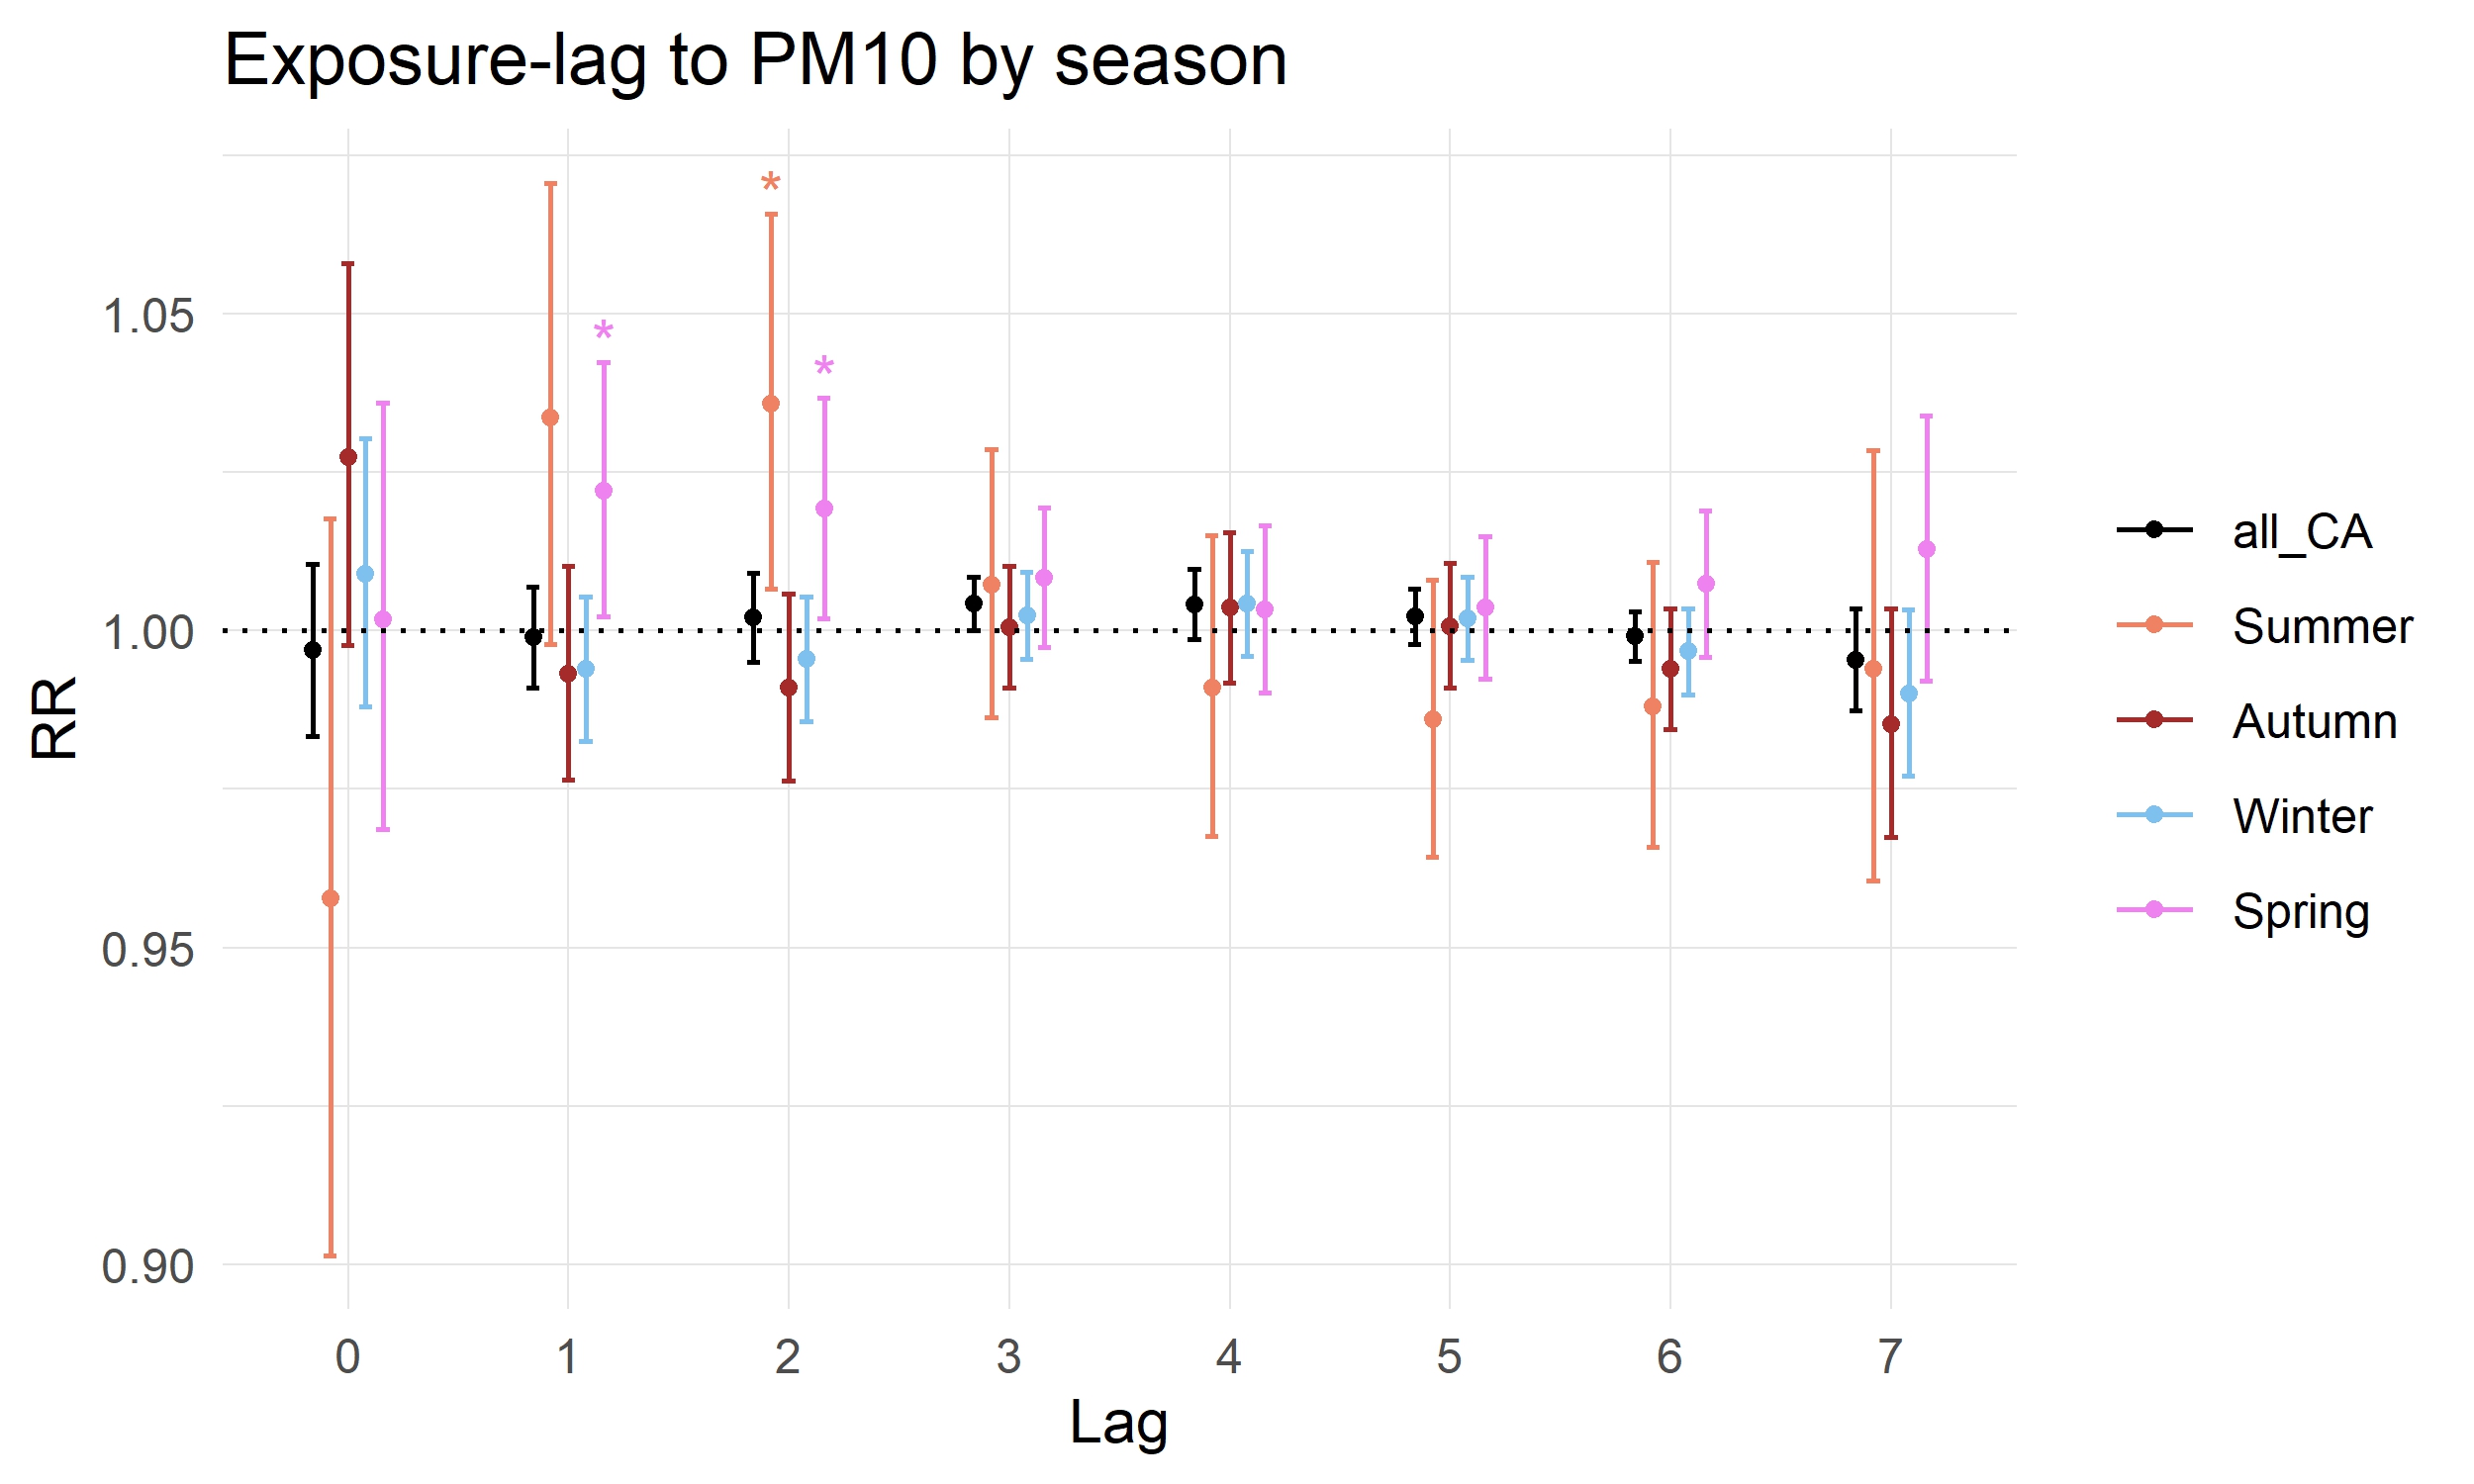 Exposure-lag to PM10 by season
*
*
*
1.05
1.00
0.95
0.90
RR
0 1 2 3 4 5 6 7
Lag
all_CA
Summer
Autumn
Winter
Spring